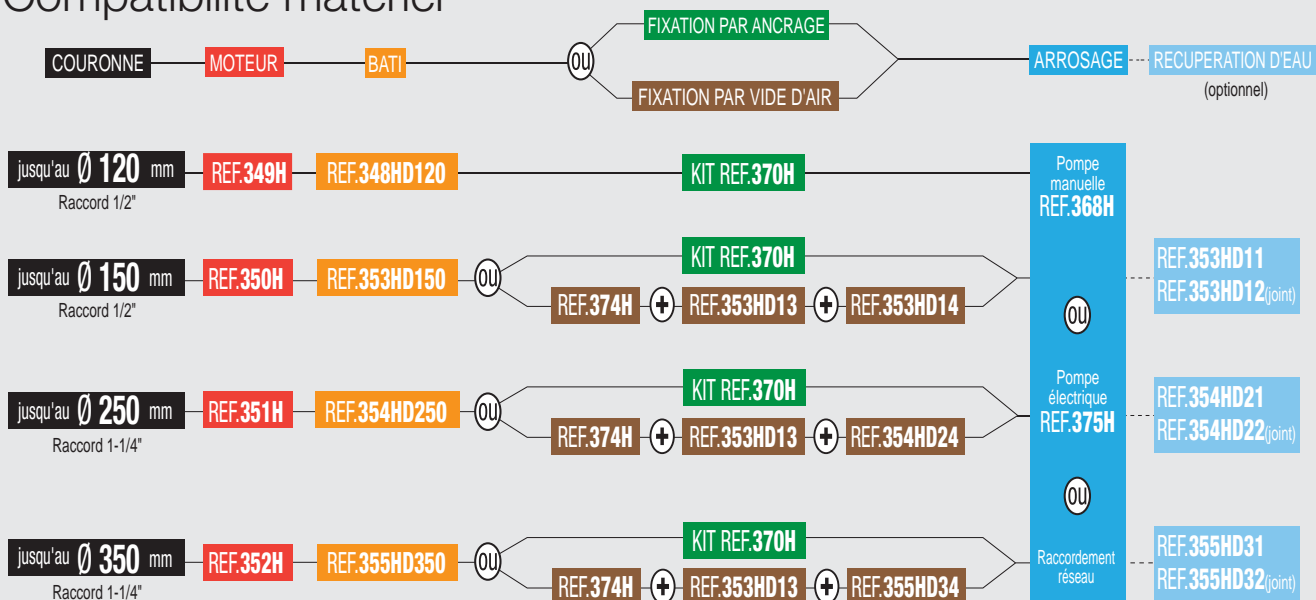 Compatibilité matériel
COURONNE MOTEUR BATI ou FIXATION PAR ANCRAGE
FIXATION PAR VIDE D'AIR
ARROSAGE RECUPERATION D'EAU
(optionnel)
jusqu'au Ø 120 mm REF.349H REF.348HD120 KIT REF.370H
Raccord 1/2"
Pompe
manuelle
REF.368H
jusqu'au Ø 150 mm REF.350H REF.353HD150 ou KIT REF.370H
REF.374H + REF.353HD13 + REF.353HD14
Raccord 1/2"
REF.353HD11
REF.353HD12(joint)
ou
jusqu'au Ø 250 mm REF.351H REF.354HD250 ou KIT REF.370H
REF.374H + REF.353HD13 + REF.354HD24
Raccord 1-1/4"
Pompe
électrique
REF.375H
REF.354HD21
REF.354HD22(joint)
ou
jusqu'au Ø 350 mm REF.352H REF.355HD350 ou KIT REF.370H
REF.374H + REF.353HD13 + REF.355HD34
Raccord 1-1/4"
Raccordement
réseau
REF.355HD31
REF.355HD32(joint)